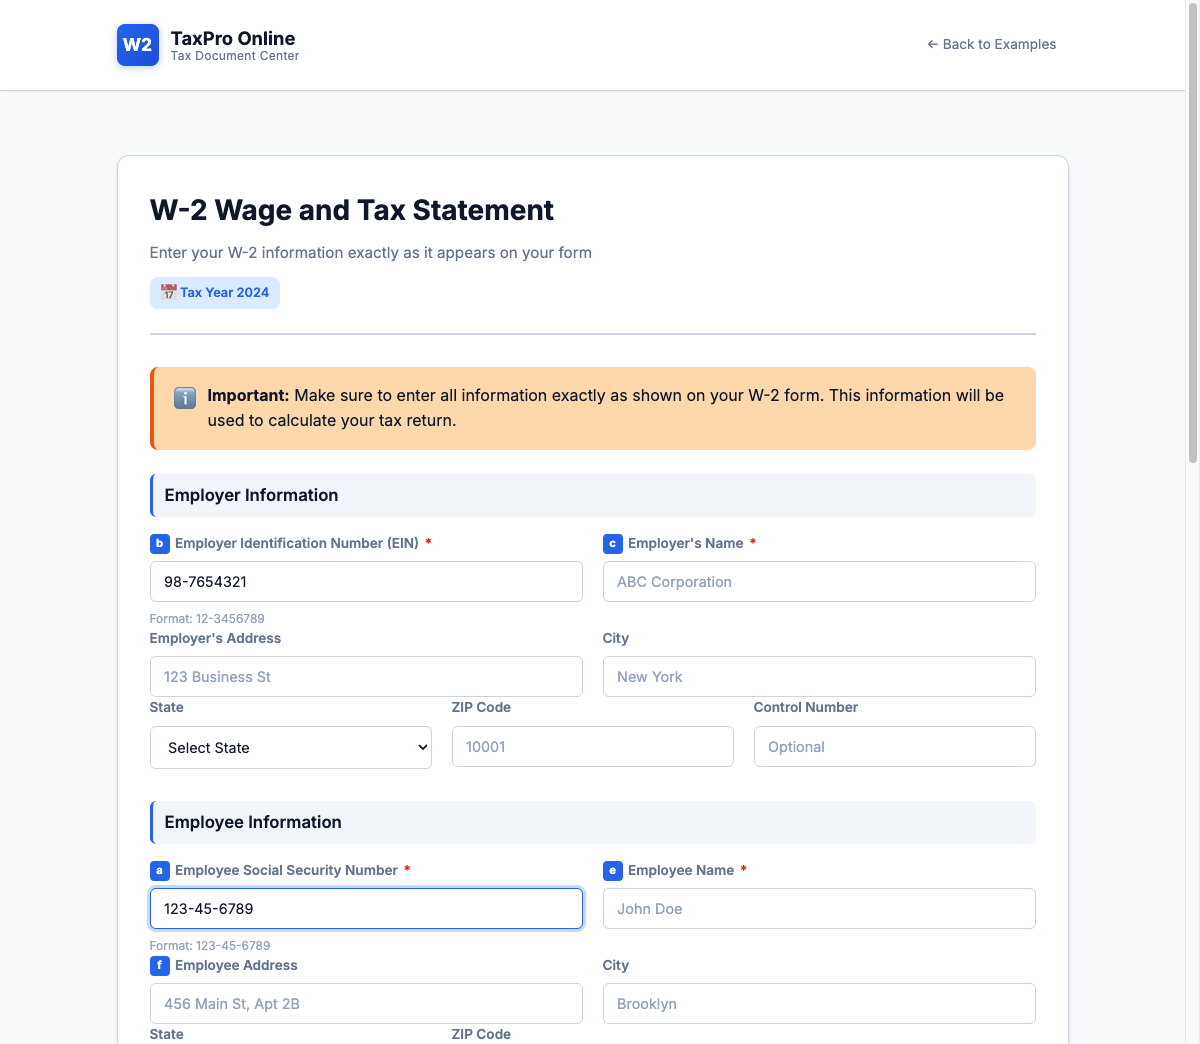 W2
TaxPro Online
Tax Document Center
← Back to Examples
W-2 Wage and Tax Statement
Enter your W-2 information exactly as it appears on your form
📅 Tax Year 2024
ℹ️ Important: Make sure to enter all information exactly as shown on your W-2 form. This information will be
used to calculate your tax return.
Employer Information
b Employer Identification Number (EIN) *
c Employer's Name *
98-7654321
ABC Corporation
Format: 12-3456789
Employer's Address
City
123 Business St
New York
State
ZIP Code
Control Number
Select State
10001
Optional
Employee Information
a Employee Social Security Number *
e Employee Name *
123-45-6789
John Doe
Format: 123-45-6789
f Employee Address
City
456 Main St, Apt 2B
Brooklyn
State
ZIP Code